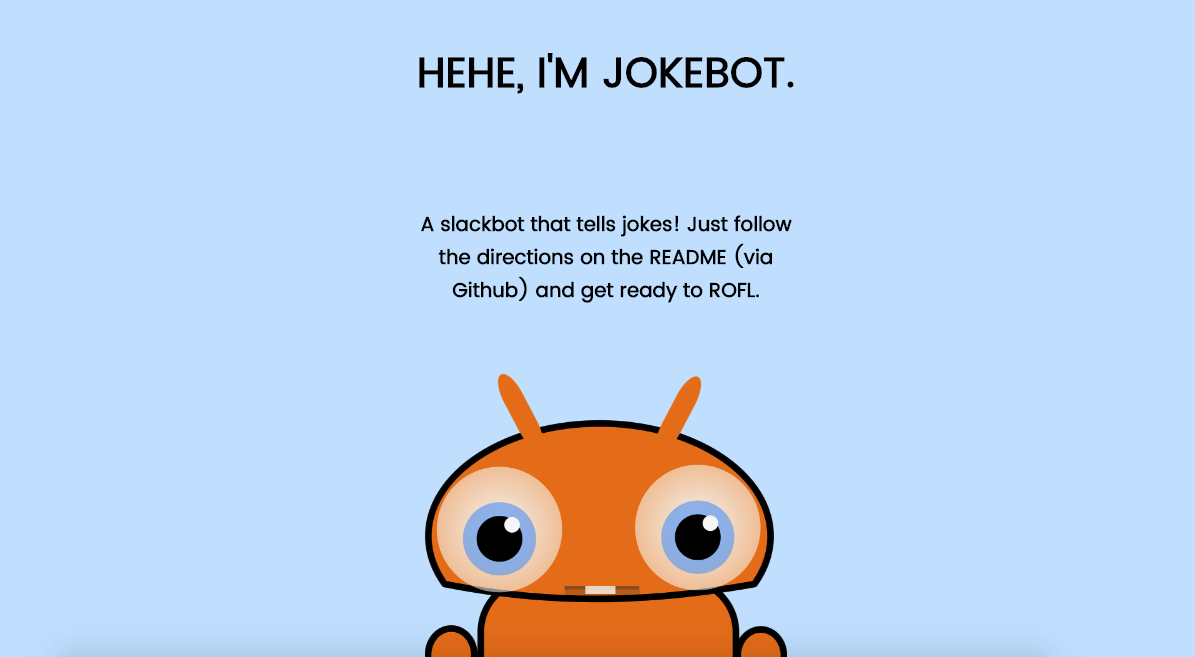 HEHE, I'M JOKEBOT.
A slackbot that tells jokes! Just follow
the directions on the README (via
Github) and get ready to ROFL.